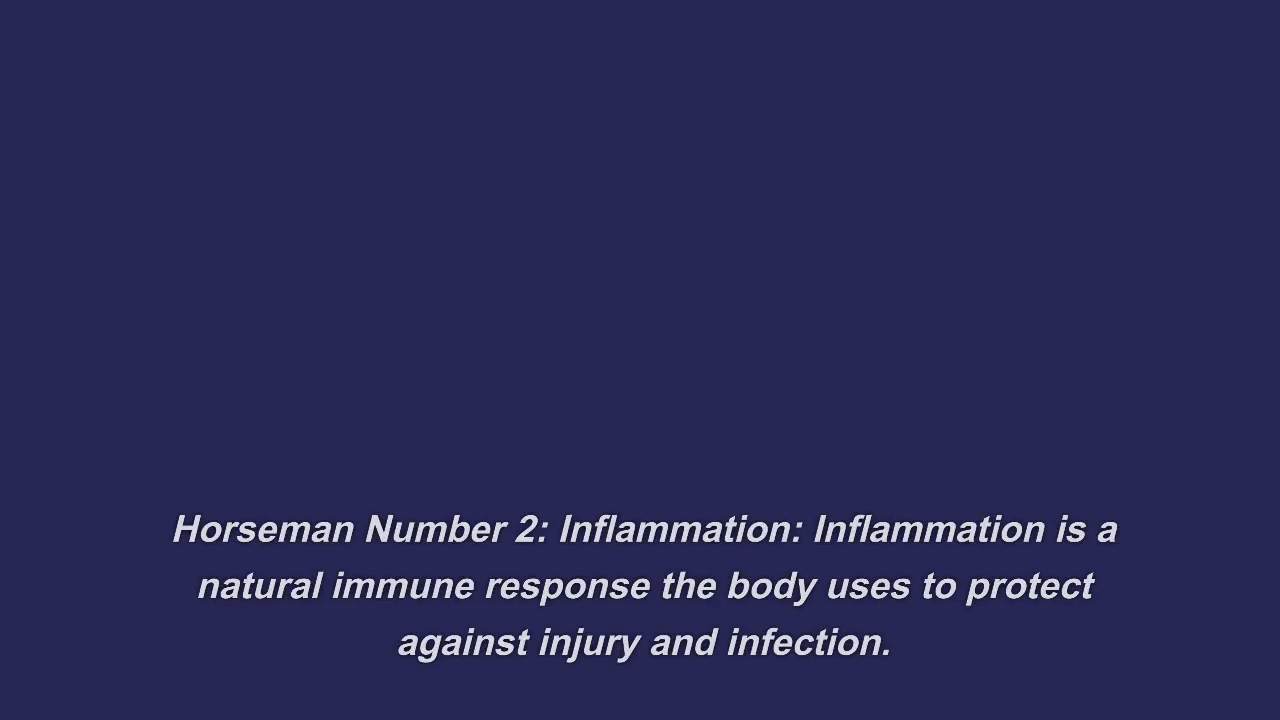 Horseman Number 2: Inflammation: Inflammation is a
natural immune response the body uses to protect
against injury and infection.